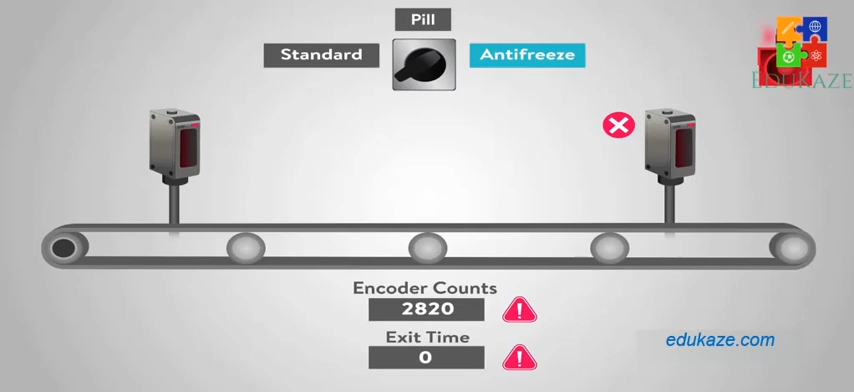 Pill
Standard
Antifreeze
EDUKAZE
Encoder Counts
2820
!
Exit Time
0
!
edukaze.com